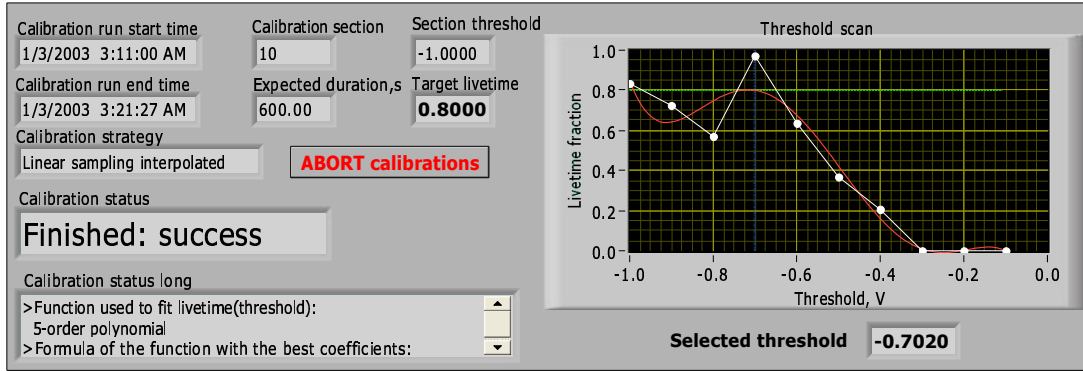 Calibration run start time
1/3/2003 3:11:00 AM
Calibration section
10
Section threshold
-1.0000
Calibration run end time
1/3/2003 3:21:27 AM
Expected duration,s
600.00
Target livetime
0.8000
Calibration strategy
Linear sampling interpolated
ABORT calibrations
Calibration status
Finished: success
Calibration status long
>Function used to fit livetime(threshold):
5-order polynomial
>Formula of the function with the best coefficients:
Threshold scan
Livetime fraction
1.0
0.8
0.6
0.4
0.2
0.0
-1.0 -0.8 -0.6 -0.4 -0.2 0.0
Threshold, V
Selected threshold
-0.7020